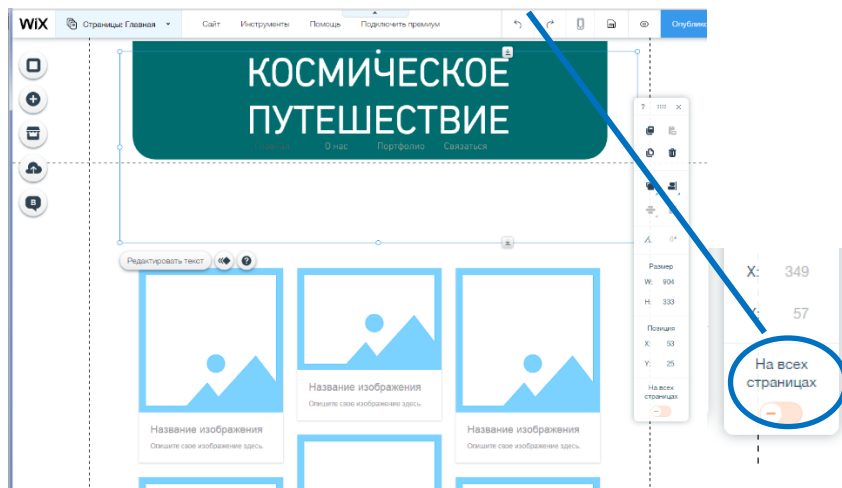 WiX Страницы: Главная Сайт Инструменты Помощь Подключить премиум Опублико
КОСМИЧЕСКОЕ
ПУТЕШЕСТВИЕ
Главная О нас Портфолио Связаться
Редактировать текст
?
Название изображения
Опишите свое изображение здесь.
Название изображения
Опишите свое изображение здесь.
Название изображения
Опишите свое изображение здесь.
? ×
0°
Размер
W: 904
H: 333
Позиция
X: 53
Y: 25
На всех
страницах
X: 349
57
На всех
страницах